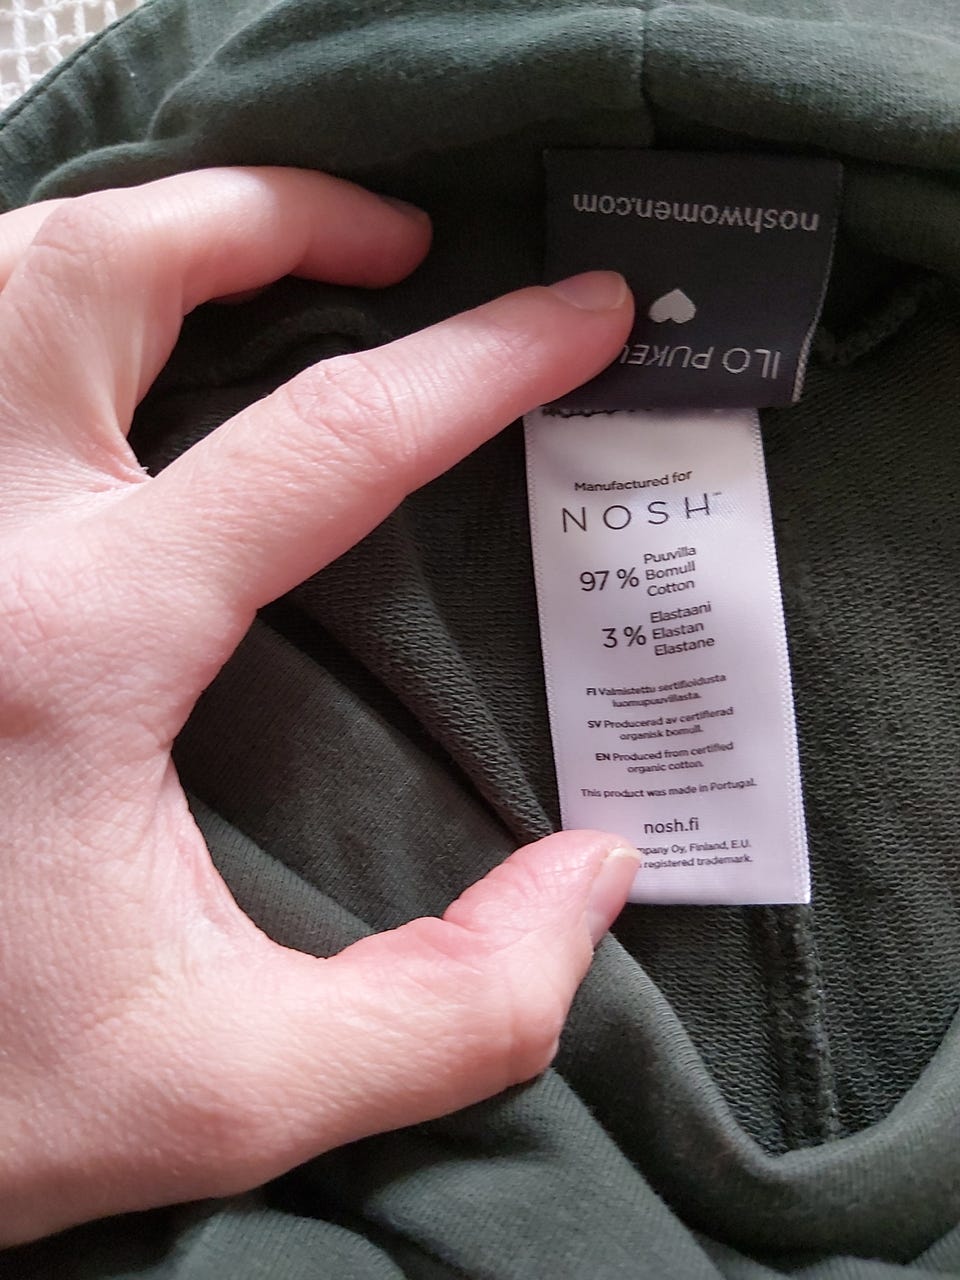 noshwomen.com
ILO PUKEU
Manufactured for
NOSH™
97 % Puuvilla
Bomull
Cotton
3 % Elastaani
Elastan
Elastane
FI Valmistettu sertifioidusta
luomupuuvillasta.
SV Producerad av certifierad
organisk bomull.
EN Produced from certified
organic cotton.
This product was made in Portugal.
nosh.fi
mpany Oy, Finland, E.U.
registered trademark.